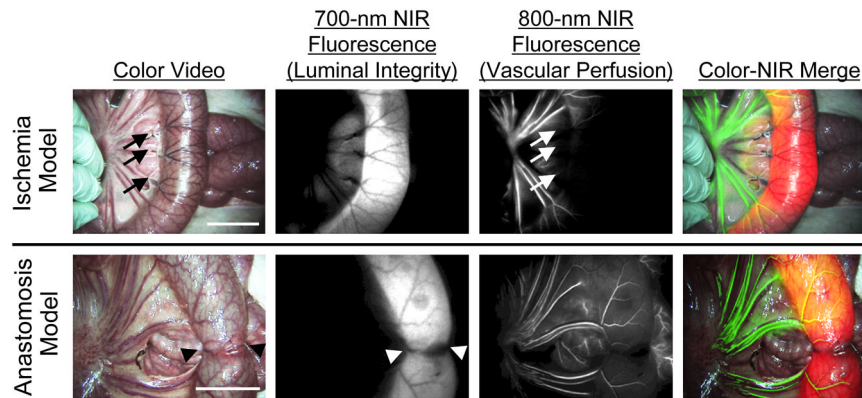 700-nm NIR
Fluorescence
(Luminal Integrity)
800-nm NIR
Fluorescence
(Vascular Perfusion)
Color Video
Color-NIR Merge
Ischemia
Model
Anastomosis
Model